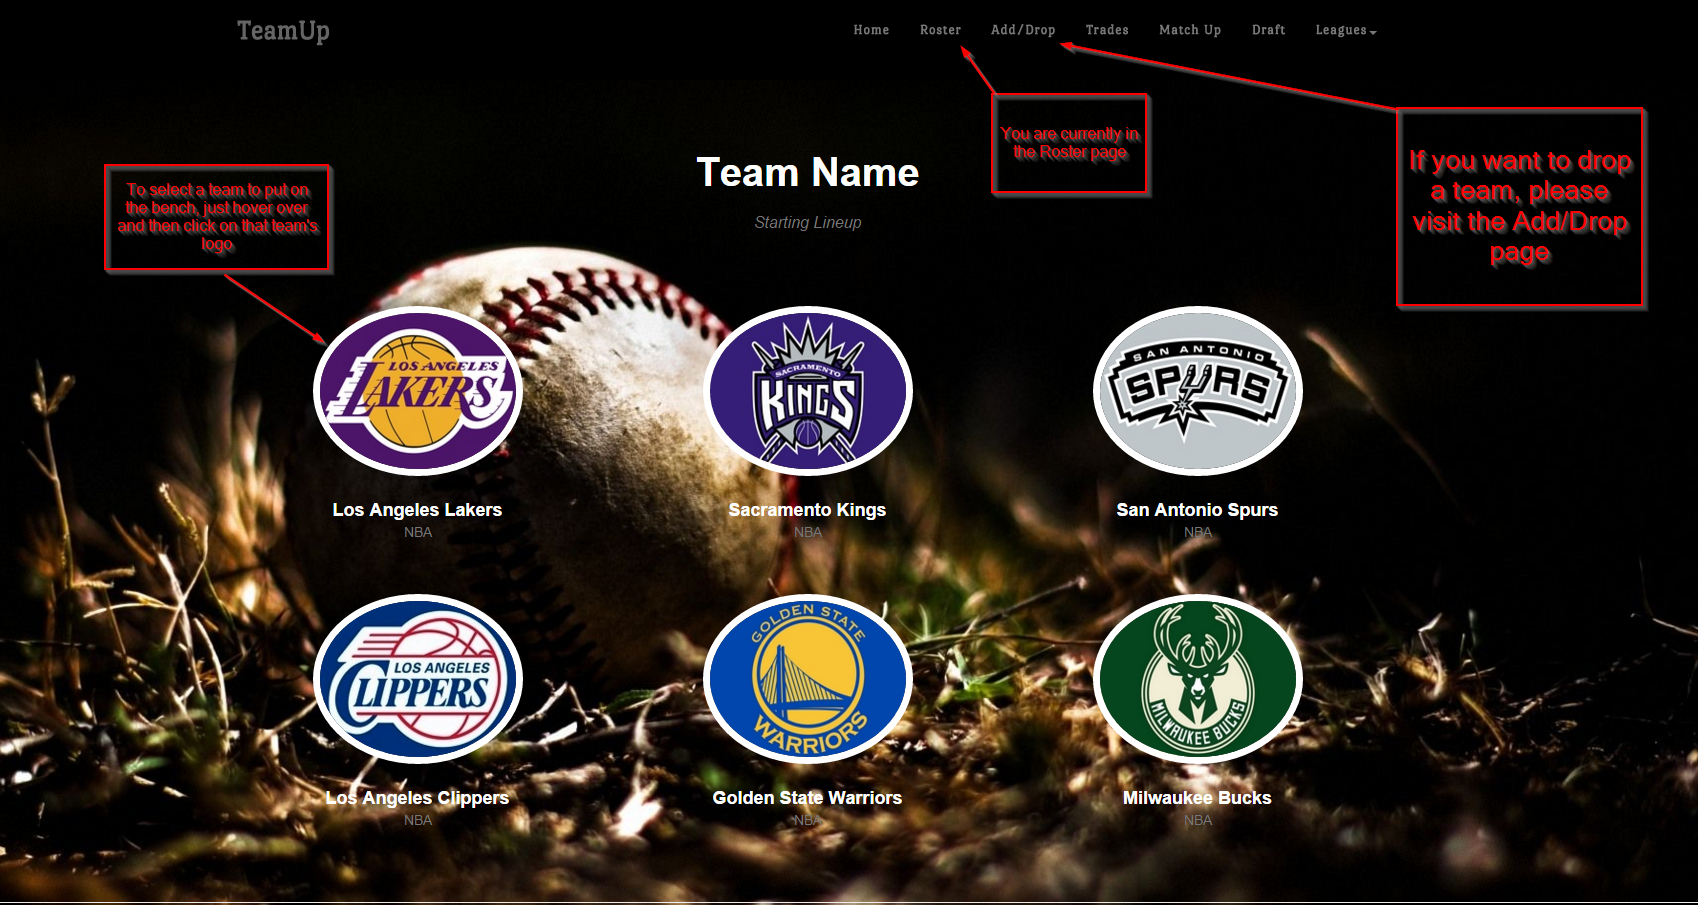 TeamUp
Home Roster Add/Drop Trades Match Up Draft Leagues
You are currently in
the Roster page
If you want to drop
a team, please
visit the Add/Drop
page
To select a team to put on
the bench, just hover over
and then click on that team's
logo
Team Name
Starting Lineup
LOS ANGELES
LAKERS
SACRAMENTO
KINGS
SAN ANTONIO
SPURS
Los Angeles Lakers
NBA
Sacramento Kings
NBA
San Antonio Spurs
NBA
LOS ANGELES
CLIPPERS
GOLDEN STATE
WARRIORS
MILWAUKEE BUCKS
Los Angeles Clippers
NBA
Golden State Warriors
NBA
Milwaukee Bucks
NBA